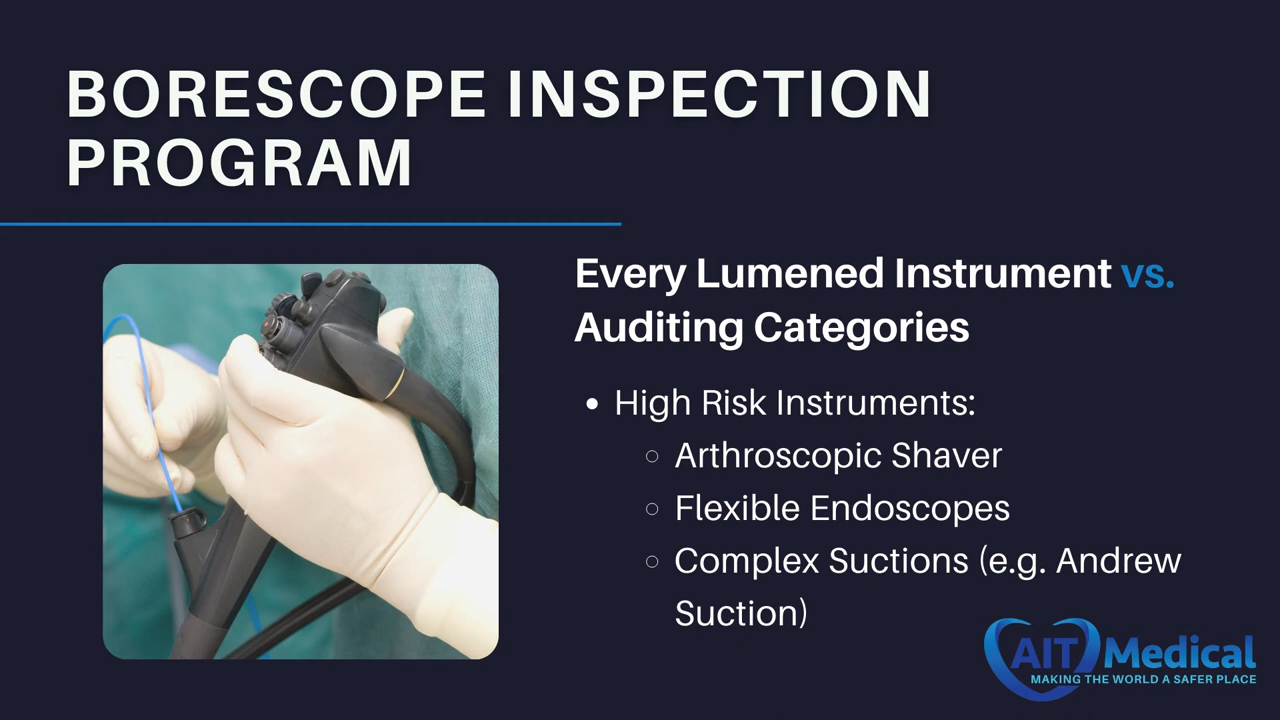 BORESCOPE INSPECTION
PROGRAM
Every Lumened Instrument vs.
Auditing Categories
High Risk Instruments:
Arthroscopic Shaver
Flexible Endoscopes
Complex Suctions (e.g. Andrew
Suction)
AIT Medical
MAKING THE WORLD A SAFER PLACE